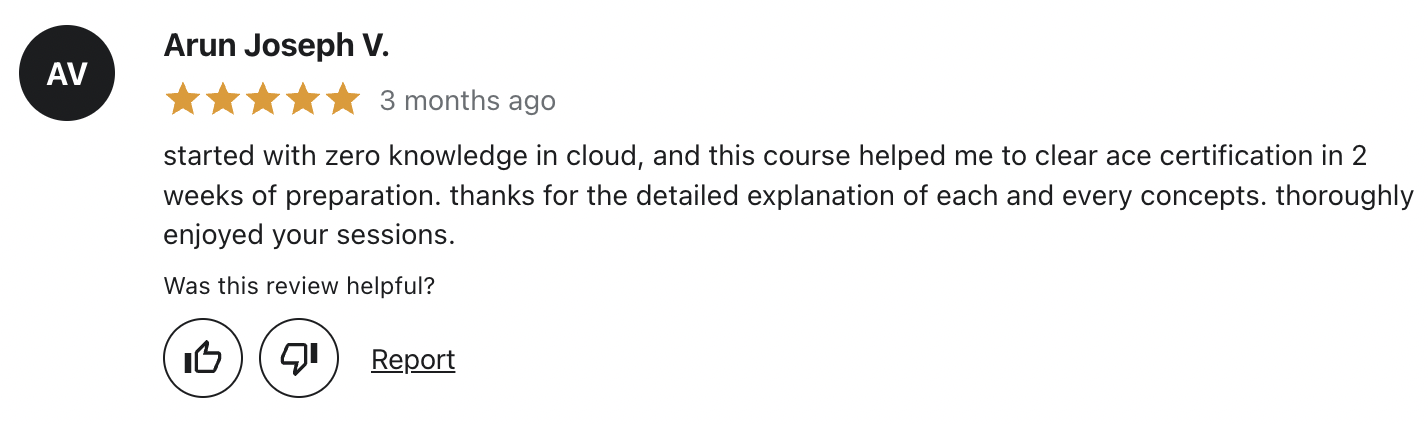 AV
Arun Joseph V.
3 months ago
started with zero knowledge in cloud, and this course helped me to clear ace certification in 2
weeks of preparation. thanks for the detailed explanation of each and every concepts. thoroughly
enjoyed your sessions.
Was this review helpful?
Report